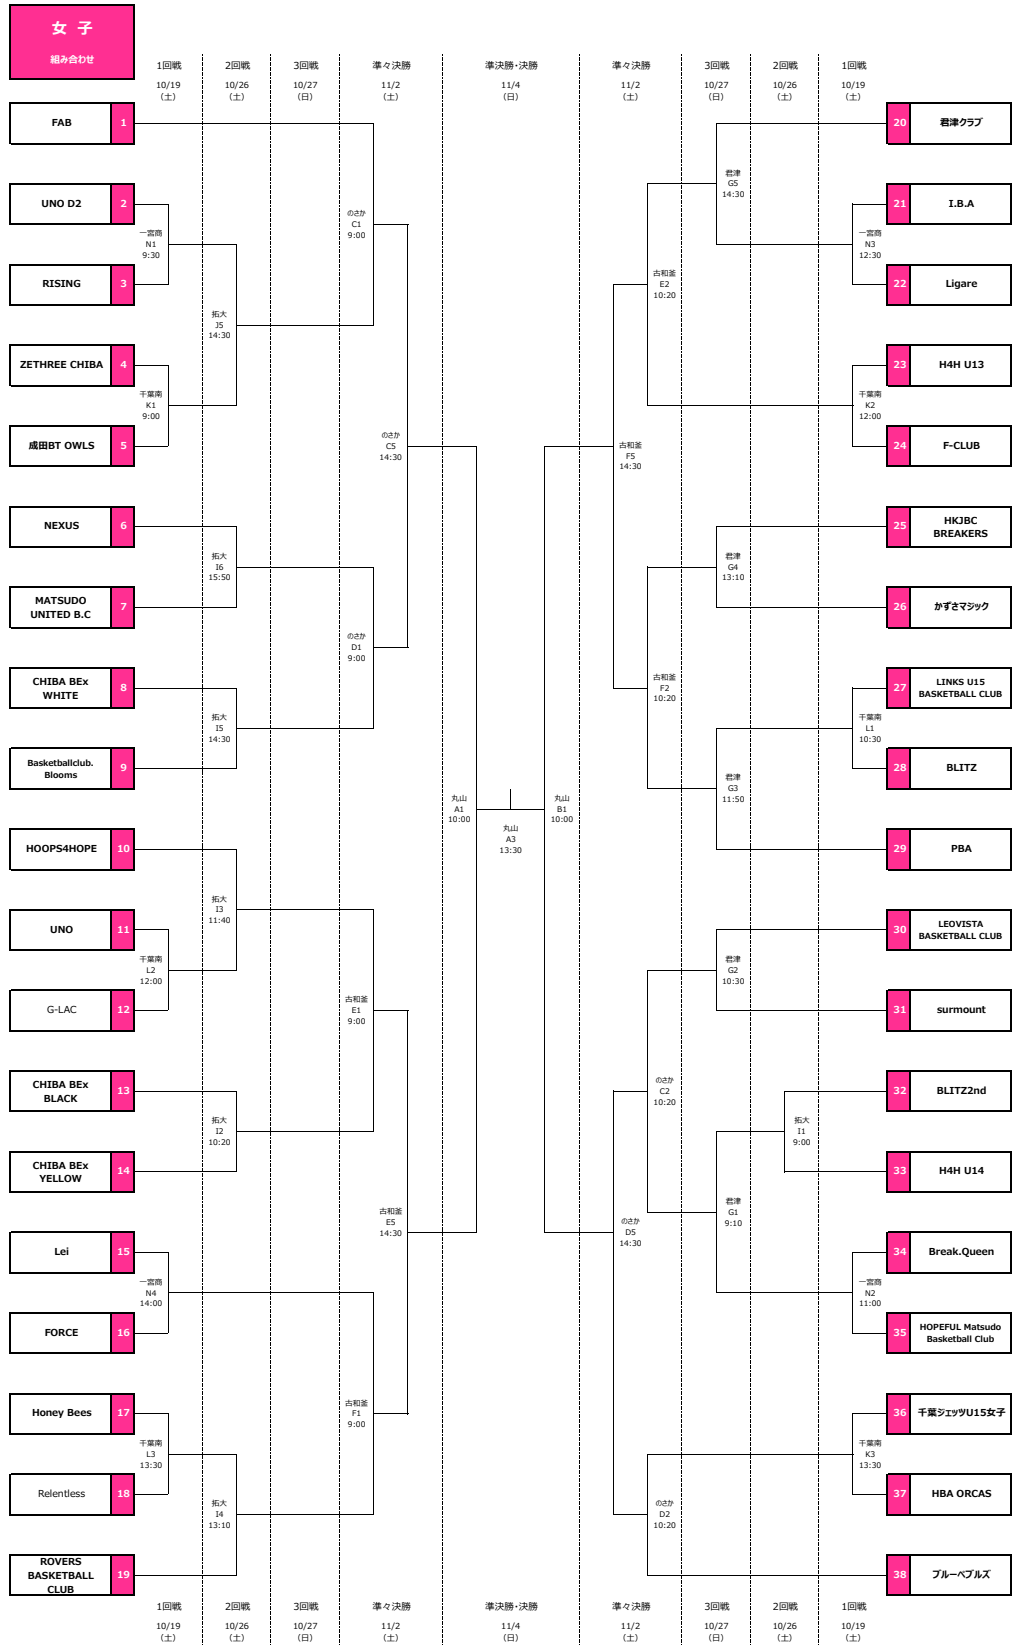 女 子
組み合わせ
1回戦 2回戦 3回戦 準々決勝 準決勝・決勝 準々決勝 3回戦 2回戦 1回戦
10/19 10/26 10/27 11/2 11/4 11/2 10/27 10/26 10/19
(土) (土) (日) (土) (日) (土) (日) (土) (土)
FAB 1
UNO D2 2
一宮商
N1
9:30
RISING 3
拓大
J5
14:30
ZETHREE CHIBA 4
千葉南
K1
9:00
成田BT OWLS 5
のさか
C1
9:00
のさか
C5
14:30
NEXUS 6
拓大
I6
15:50
MATSUDO
UNITED B.C 7
のさか
D1
9:00
CHIBA BEx
WHITE 8
拓大
I5
14:30
Basketballclub.
Blooms 9
丸山
A1
10:00
HOOPS4HOPE 10
拓大
I3
11:40
UNO 11
千葉南
L2
12:00
G-LAC 12
古和釜
E1
9:00
CHIBA BEx
BLACK 13
拓大
I2
10:20
CHIBA BEx
YELLOW 14
古和釜
E5
14:30
Lei 15
一宮商
N4
14:00
FORCE 16
古和釜
F1
9:00
Honey Bees 17
千葉南
L3
13:30
Relentless 18
拓大
I4
13:10
ROVERS
BASKETBALL
CLUB 19
丸山
A3
13:30
20 君津クラブ
君津
G5
14:30
21 I.B.A
一宮商
N3
12:30
22 Ligare
古和釜
E2
10:20
23 H4H U13
千葉南
K2
12:00
24 F-CLUB
古和釜
F5
14:30
25 HKJBC
BREAKERS
君津
G4
13:10
26 かずさマジック
古和釜
F2
10:20
27 LINKS U15
BASKETBALL CLUB
千葉南
L1
10:30
28 BLITZ
君津
G3
11:50
29 PBA
丸山
B1
10:00
30 LEOVISTA
BASKETBALL CLUB
君津
G2
10:30
31 surmount
のさか
C2
10:20
32 BLITZ2nd
拓大
I1
9:00
33 H4H U14
君津
G1
9:10
34 Break.Queen
一宮商
N2
11:00
35 HOPEFUL Matsudo
Basketball Club
のさか
D5
14:30
36 千葉ジェッツU15女子
千葉南
K3
13:30
37 HBA ORCAS
のさか
D2
10:20
38 ブルーペブルズ
1回戦 2回戦 3回戦 準々決勝 準決勝・決勝 準々決勝 3回戦 2回戦 1回戦
10/19 10/26 10/27 11/2 11/4 11/2 10/27 10/26 10/19
(土) (土) (日) (土) (日) (土) (日) (土) (土)